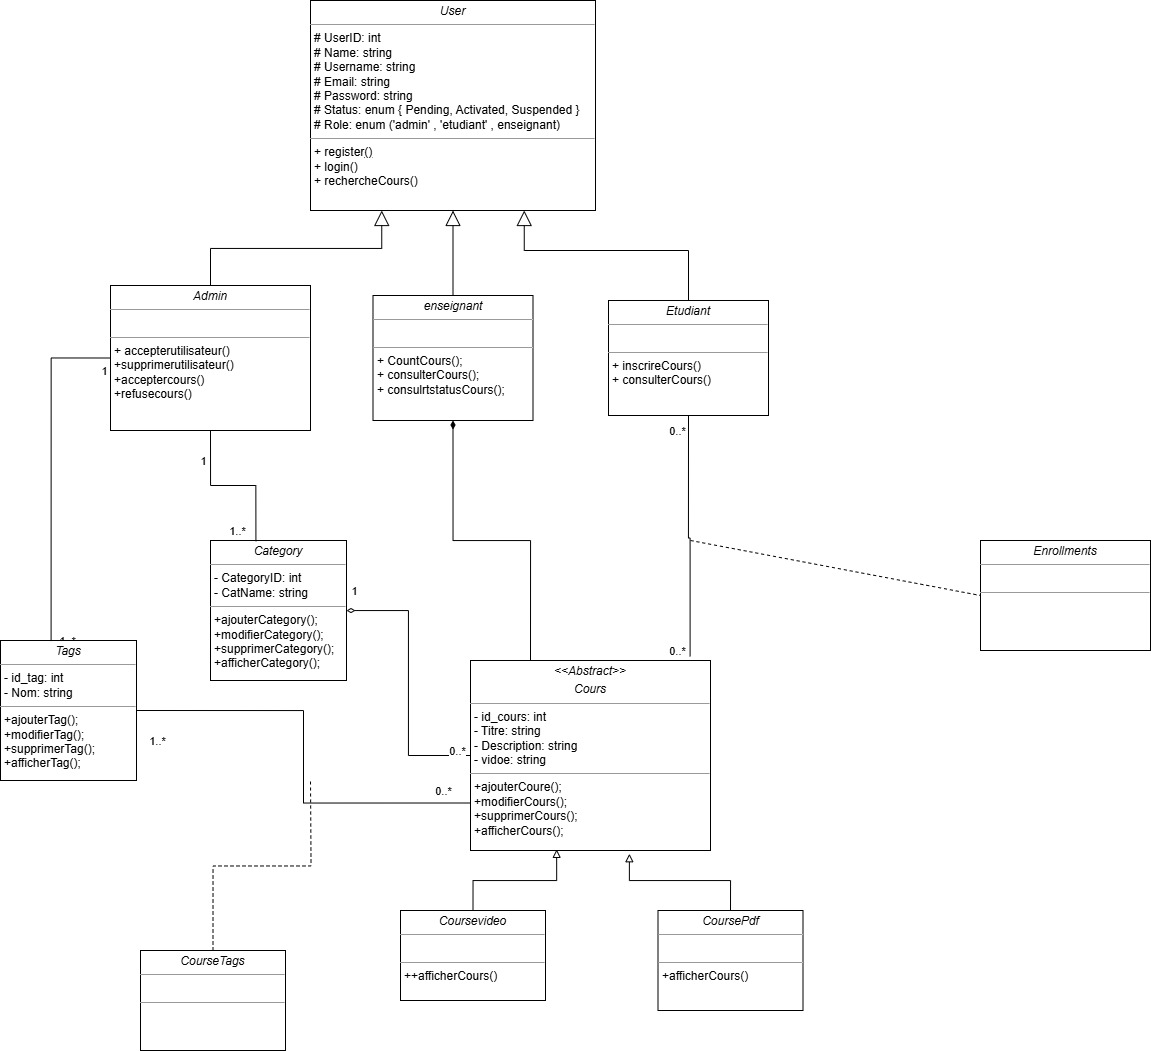 User
# UserID: int
# Name: string
# Username: string
# Email: string
# Password: string
# Status: enum { Pending, Activated, Suspended }
# Role: enum ('admin' , 'etudiant' , enseignant)
+ register()
+ login()
+ rechercheCours()
Admin
+ accepterutilisateur()
+supprimerutilisateur()
+acceptercours()
+refusecours()
enseignant
+ CountCours();
+ consulterCours();
+ consulrtstatusCours();
Etudiant
+ inscrireCours()
+ consulterCours()
1
0..*
1
1..*
Category
- CategoryID: int
- CatName: string
+ajouterCategory();
+modifierCategory();
+supprimerCategory();
+afficherCategory();
1
Enrollments
1..*
Tags
- id_tag: int
- Nom: string
+ajouterTag();
+modifierTag();
+supprimerTag();
+afficherTag();
1..*
0..*
<<Abstract>>
Cours
- id_cours: int
- Titre: string
- Description: string
- vidoe: string
+ajouterCoure();
+modifierCours();
+supprimerCours();
+afficherCours();
0..*
0..*
Coursevideo
++afficherCours()
CoursePdf
+afficherCours()
CourseTags